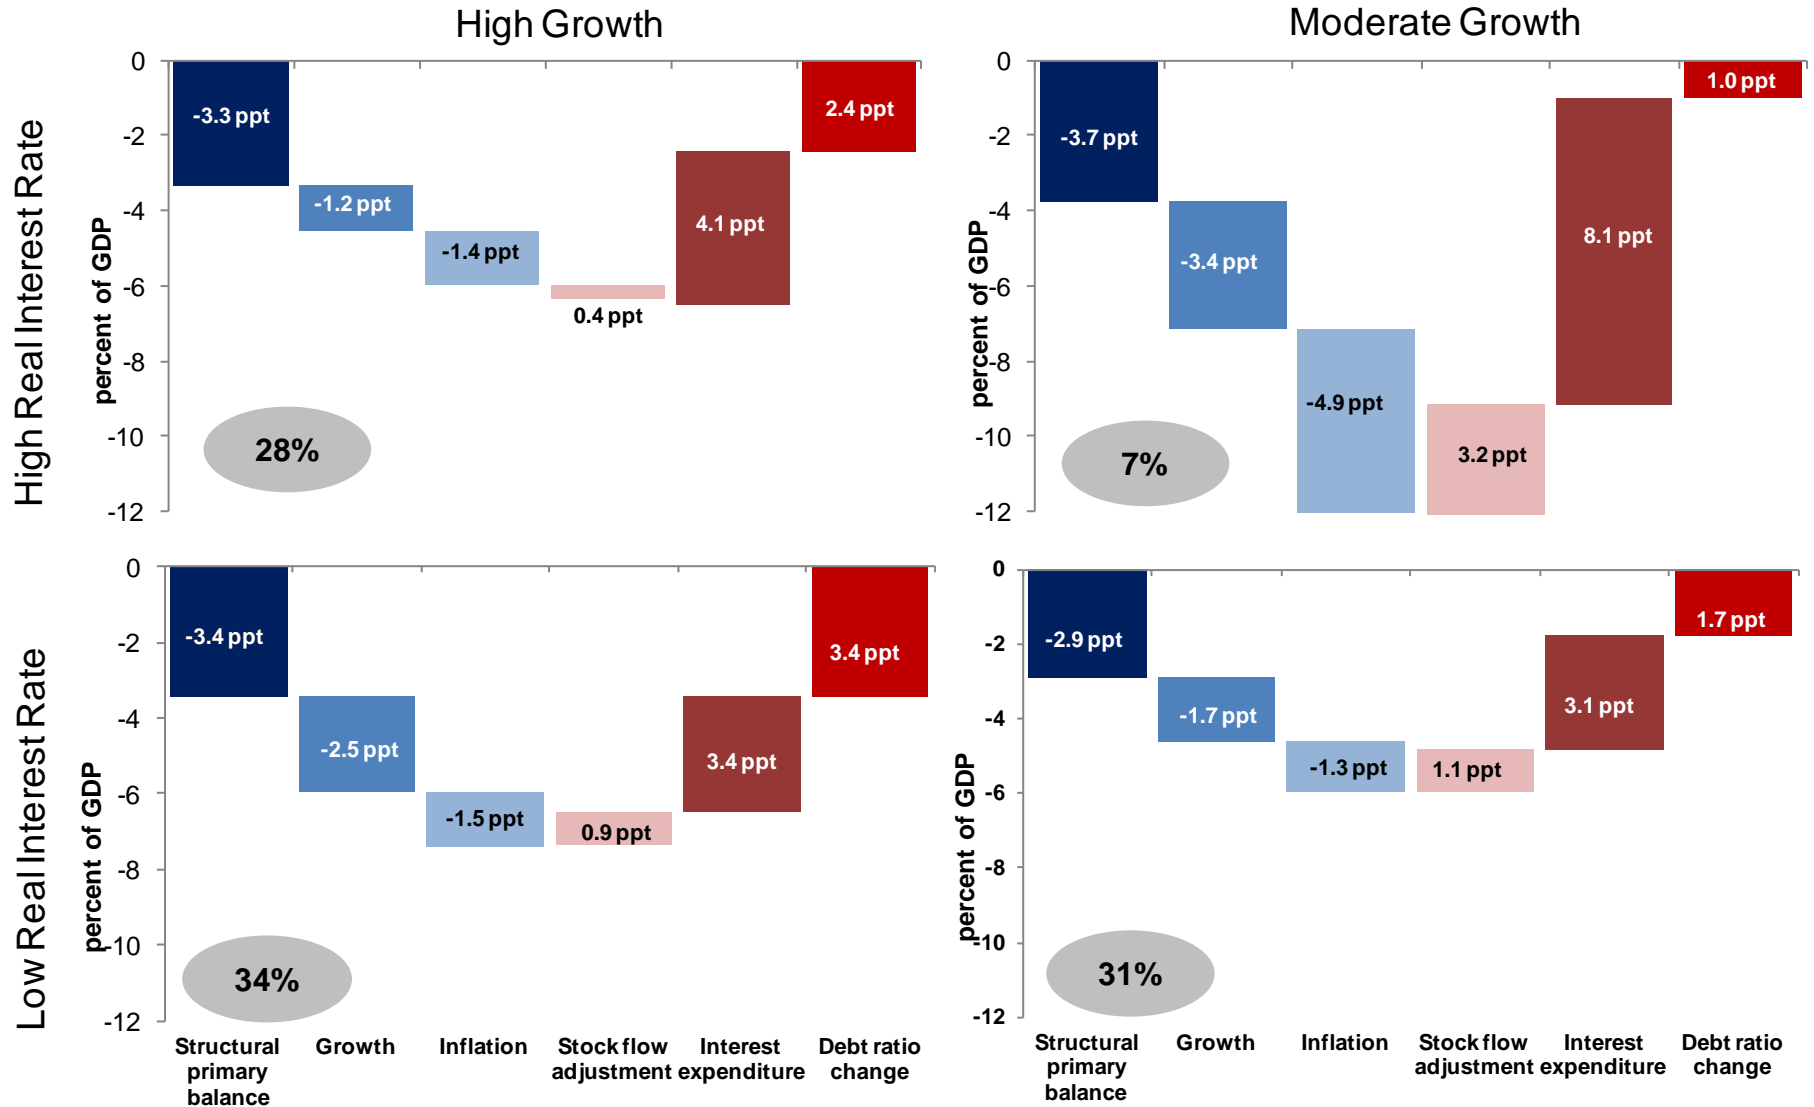 High Growth
Moderate Growth
High Real Interest Rate
percent of GDP
0
-2
-4
-6
-8
-10
-12
-3.3 ppt
-1.2 ppt
-1.4 ppt
0.4 ppt
4.1 ppt
2.4 ppt
28%
percent of GDP
0
-2
-4
-6
-8
-10
-12
-3.7 ppt
-3.4 ppt
-4.9 ppt
3.2 ppt
8.1 ppt
1.0 ppt
7%
Low Real Interest Rate
percent of GDP
0
-2
-4
-6
-8
-10
-12
-3.4 ppt
-2.5 ppt
-1.5 ppt
0.9 ppt
3.4 ppt
3.4 ppt
34%
Structural
primary
balance
Growth
Inflation
Stock flow
adjustment
Interest
expenditure
Debt ratio
change
percent of GDP
0
-2
-4
-6
-8
-10
-12
-2.9 ppt
-1.7 ppt
-1.3 ppt
1.1 ppt
3.1 ppt
1.7 ppt
31%
Structural
primary
balance
Growth
Inflation
Stock flow
adjustment
Interest
expenditure
Debt ratio
change